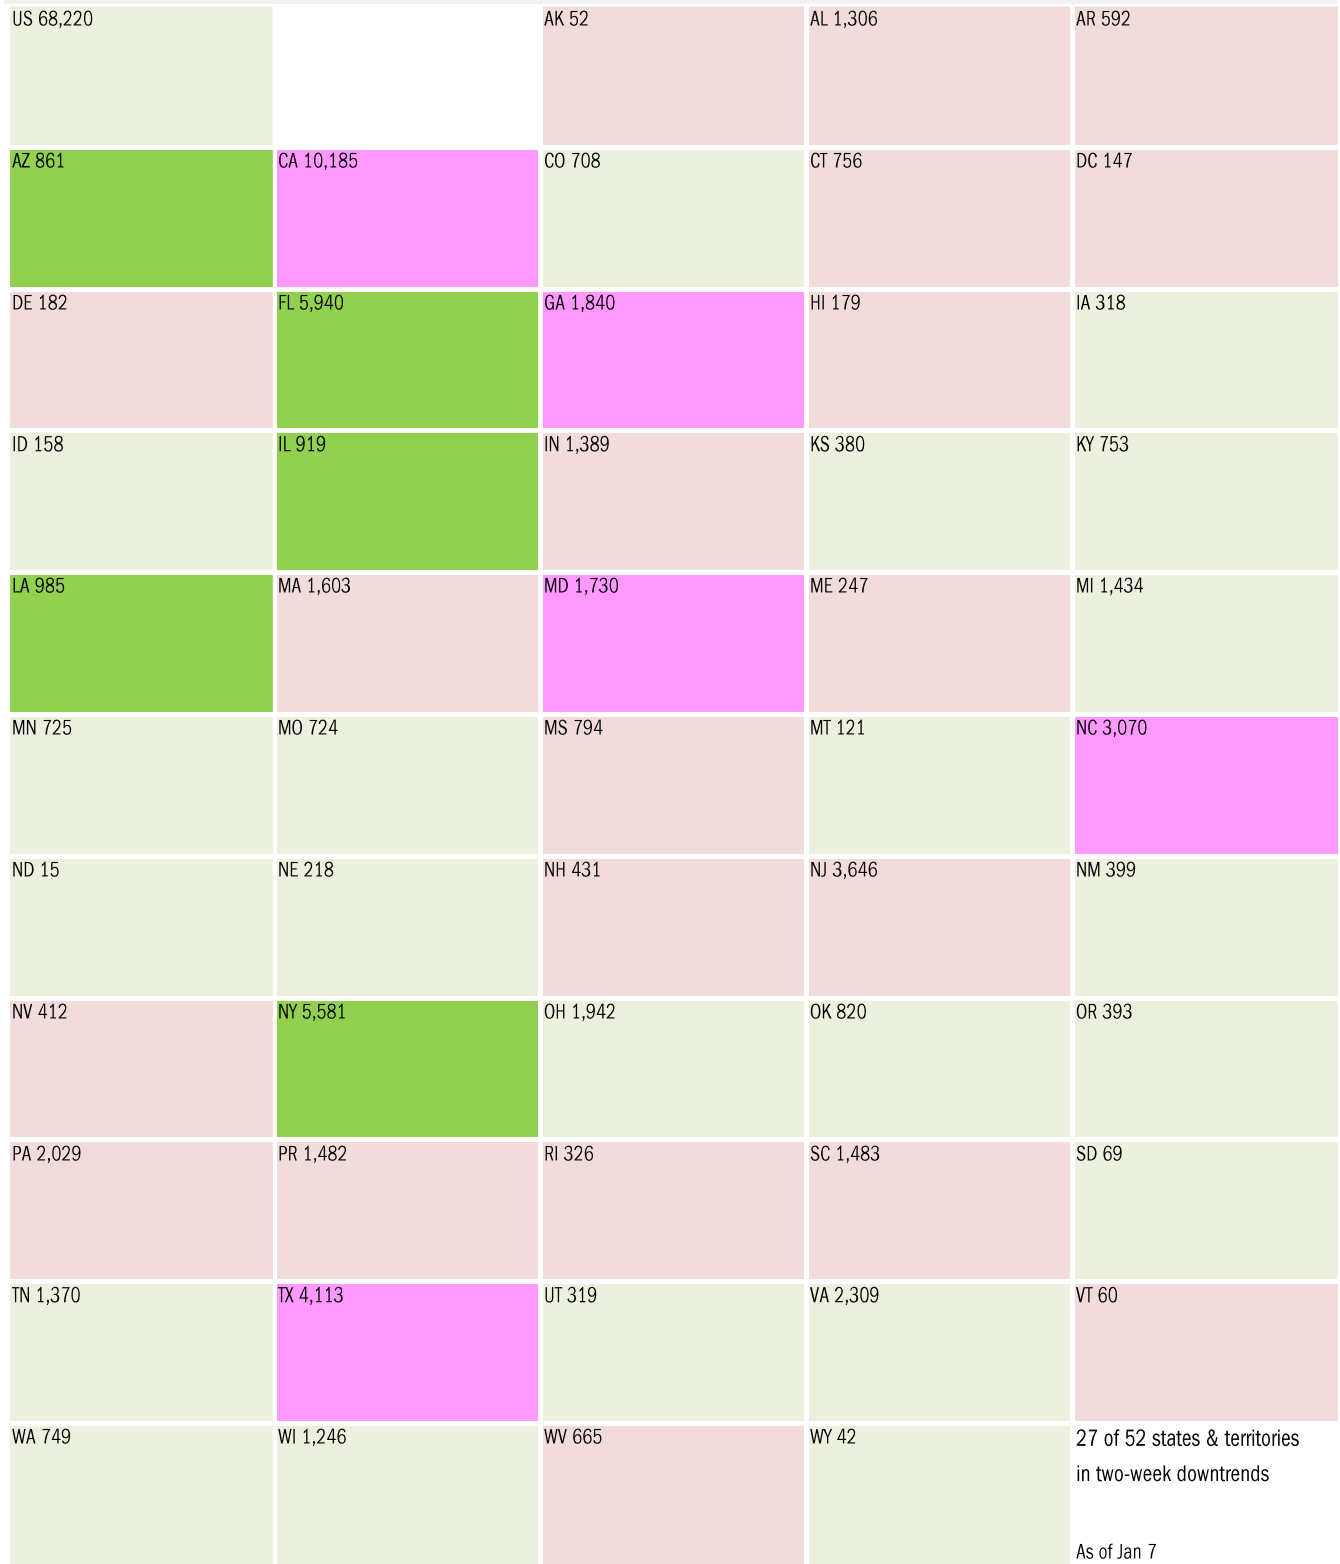 US 68,220
AK 52
AL 1,306
AR 592
AZ 861
CA 10,185
CO 708
CT 756
DC 147
DE 182
FL 5,940
GA 1,840
HI 179
IA 318
ID 158
IL 919
IN 1,389
KS 380
KY 753
LA 985
MA 1,603
MD 1,730
ME 247
MI 1,434
MN 725
MO 724
MS 794
MT 121
NC 3,070
ND 15
NE 218
NH 431
NJ 3,646
NM 399
NV 412
NY 5,581
OH 1,942
OK 820
OR 393
PA 2,029
PR 1,482
RI 326
SC 1,483
SD 69
TN 1,370
TX 4,113
UT 319
VA 2,309
VT 60
WA 749
WI 1,246
WV 665
WY 42
27 of 52 states & territories
in two-week downtrends
As of Jan 7